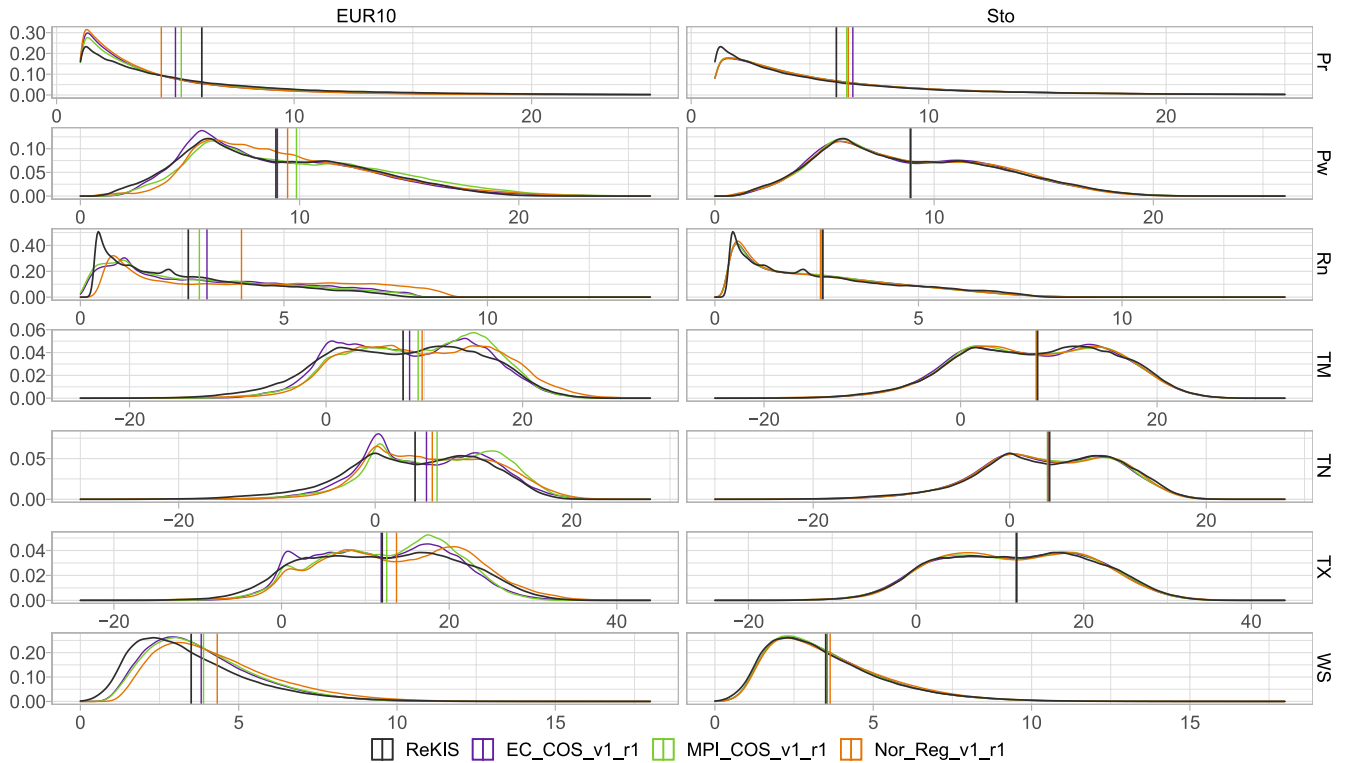 EUR10 Sto
0.30
0.20
0.10
0.00
Pr
0 10 20 0 10 20
0.10
0.05
0.00
Pw
0 10 20 0 10 20
0.40
0.20
0.00
Rn
0 5 10 0 5 10
0.06
0.04
0.02
0.00
TM
−20 0 20 −20 0 20
0.05
0.00
TN
−20 0 20 −20 0 20
0.04
0.02
0.00
TX
−20 0 20 40 −20 0 20 40
0.20
0.10
0.00
WS
0 5 10 15 0 5 10 15
ReKIS EC_COS_v1_r1 MPI_COS_v1_r1 Nor_Reg_v1_r1